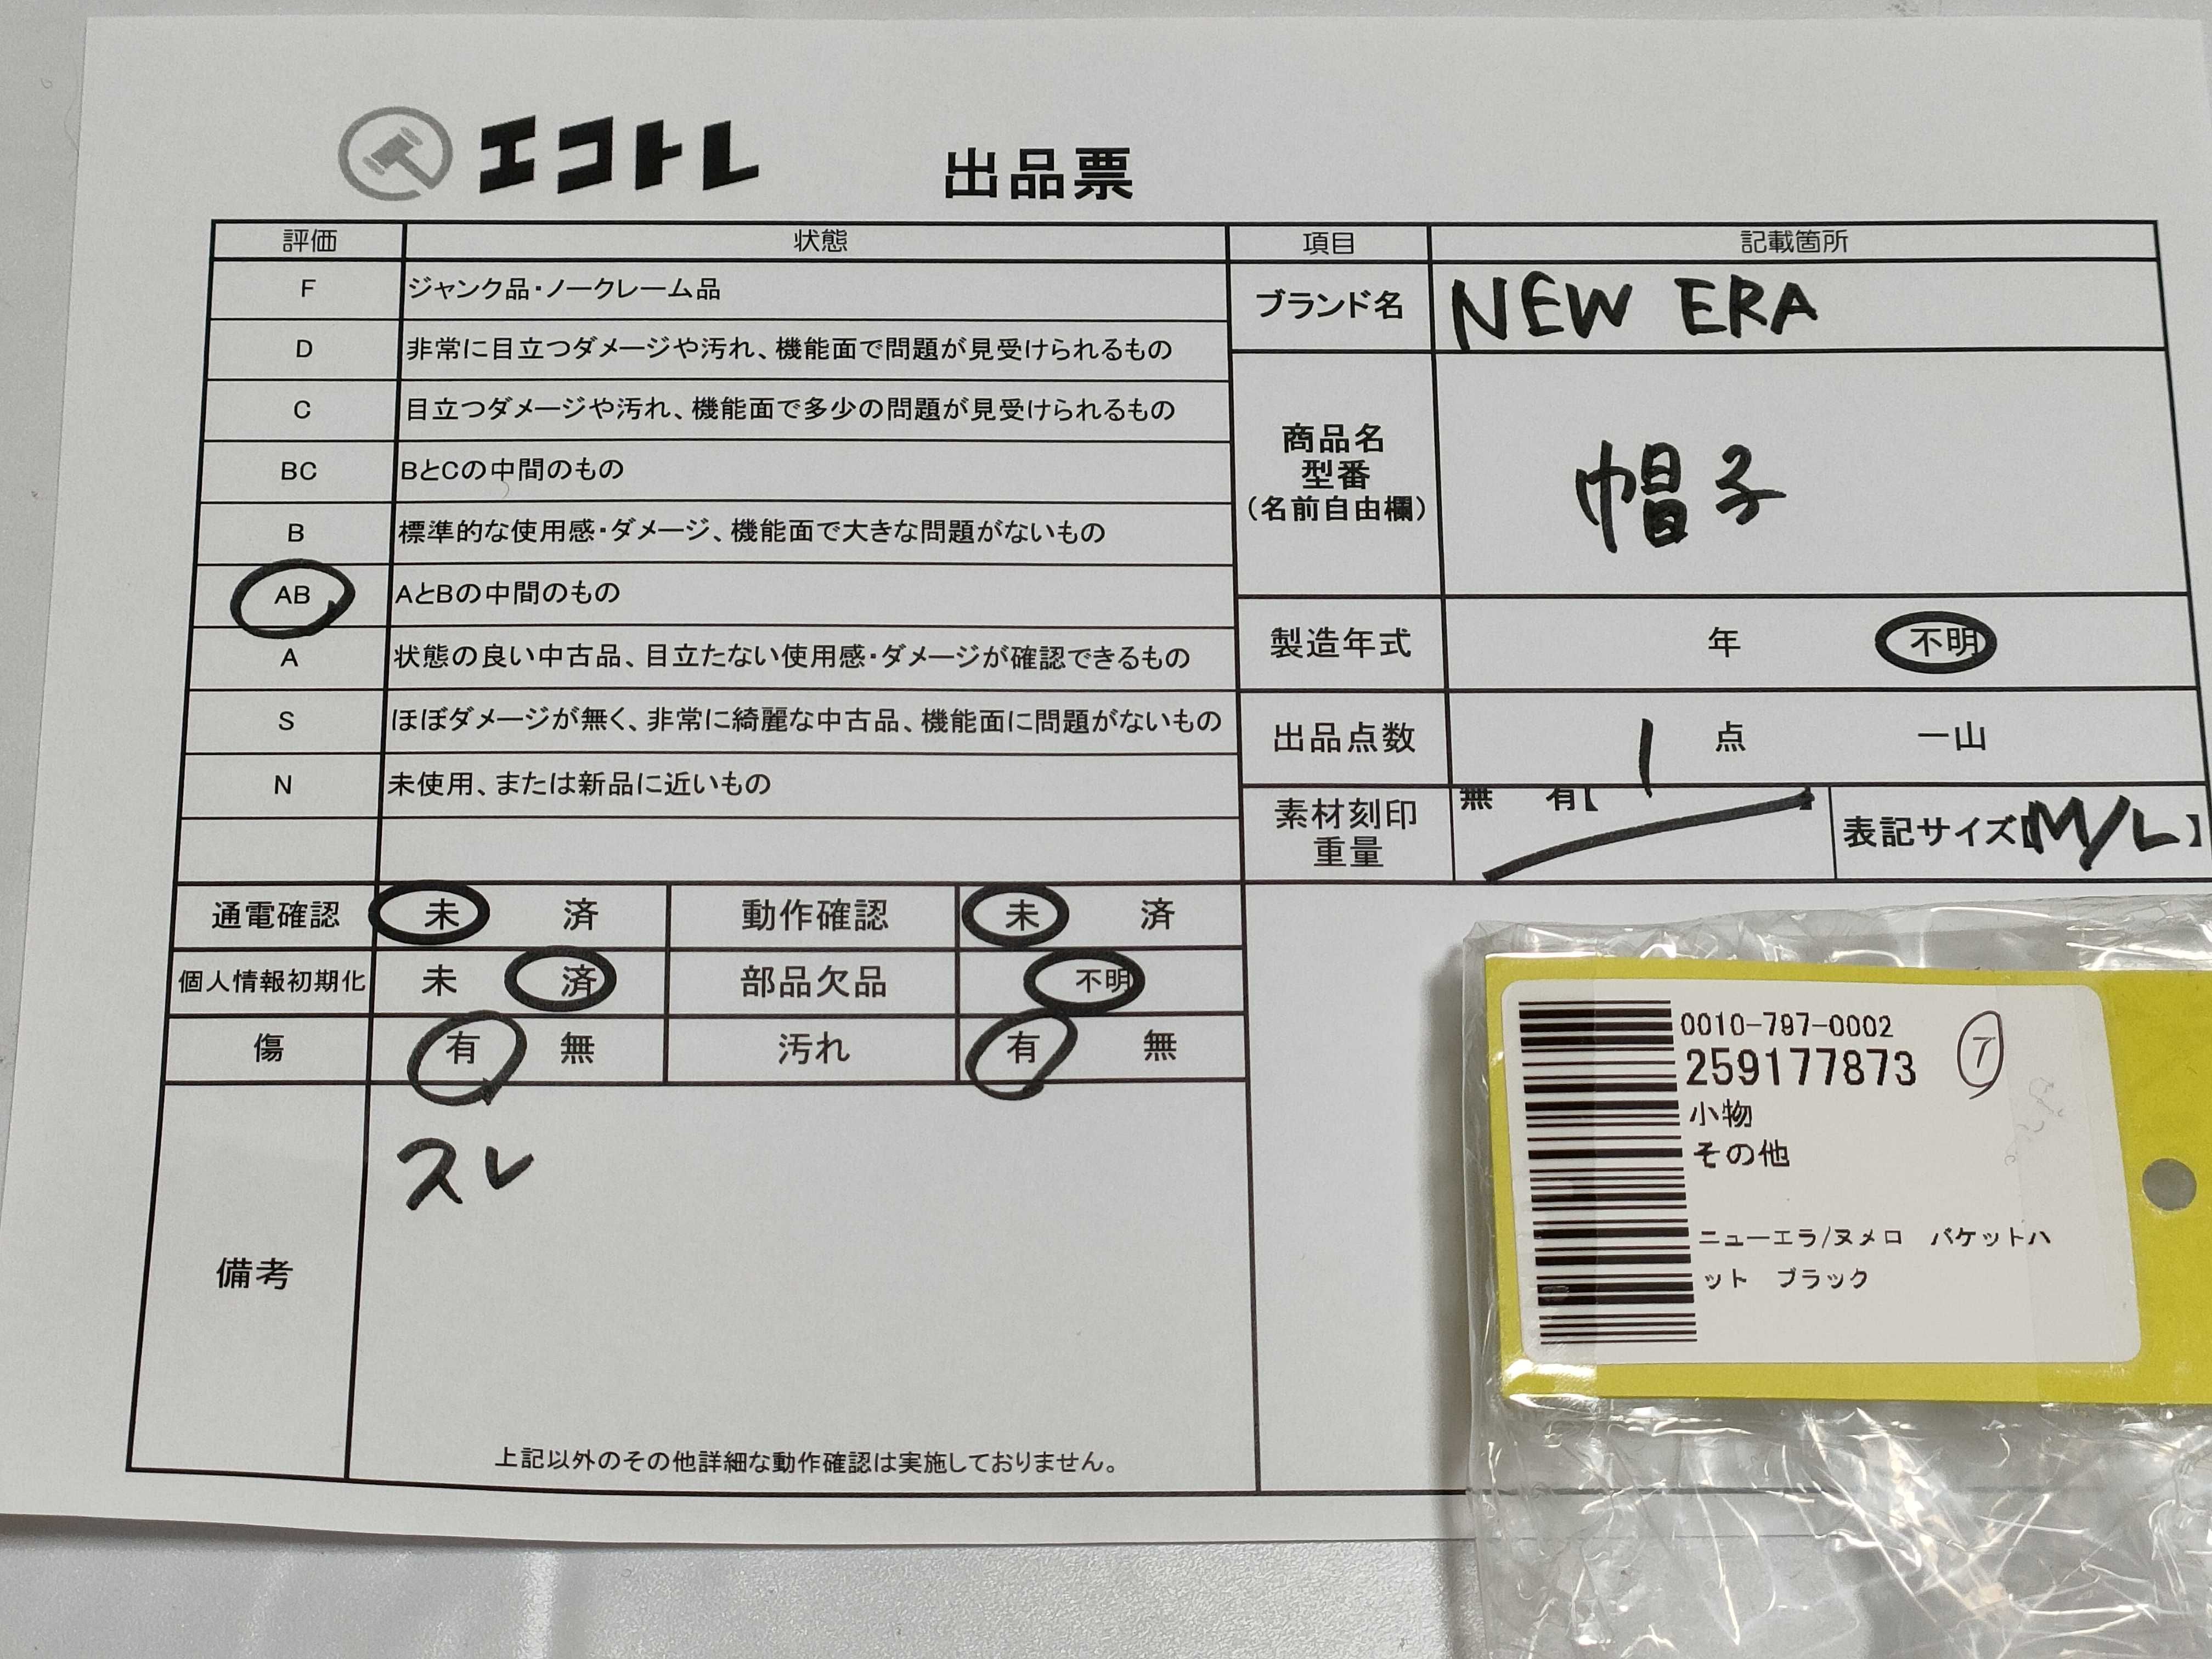 エコトレ
出品票
評価 状態 項目 記載箇所
F ジャンク品・ノークレーム品
D 非常に目立つダメージや汚れ、機能面で問題が見受けられるもの
C 目立つダメージや汚れ、機能面で多少の問題が見受けられるもの
BC BとCの中間のもの
B 標準的な使用感・ダメージ、機能面で大きな問題がないもの
AB AとBの中間のもの
A 状態の良い中古品、目立たない使用感・ダメージが確認できるもの
S ほぼダメージが無く、非常に綺麗な中古品、機能面に問題がないもの
N 未使用、または新品に近いもの
ブランド名 NEW ERA
商品名
型番
(名前自由欄)
帽子
製造年式 年 不明
出品点数 1 点 一山
素材刻印
重量
無 有【 】
表記サイズ【M/L】
通電確認 未 済 動作確認 未 済
個人情報初期化 未 済 部品欠品 不明
傷 有 無 汚れ 有 無
備考
スレ
上記以外のその他詳細な動作確認は実施しておりません。
0010-797-0002
259177873
小物
その他
ニューエラ/ヌメロ バケットハ
ット ブラック